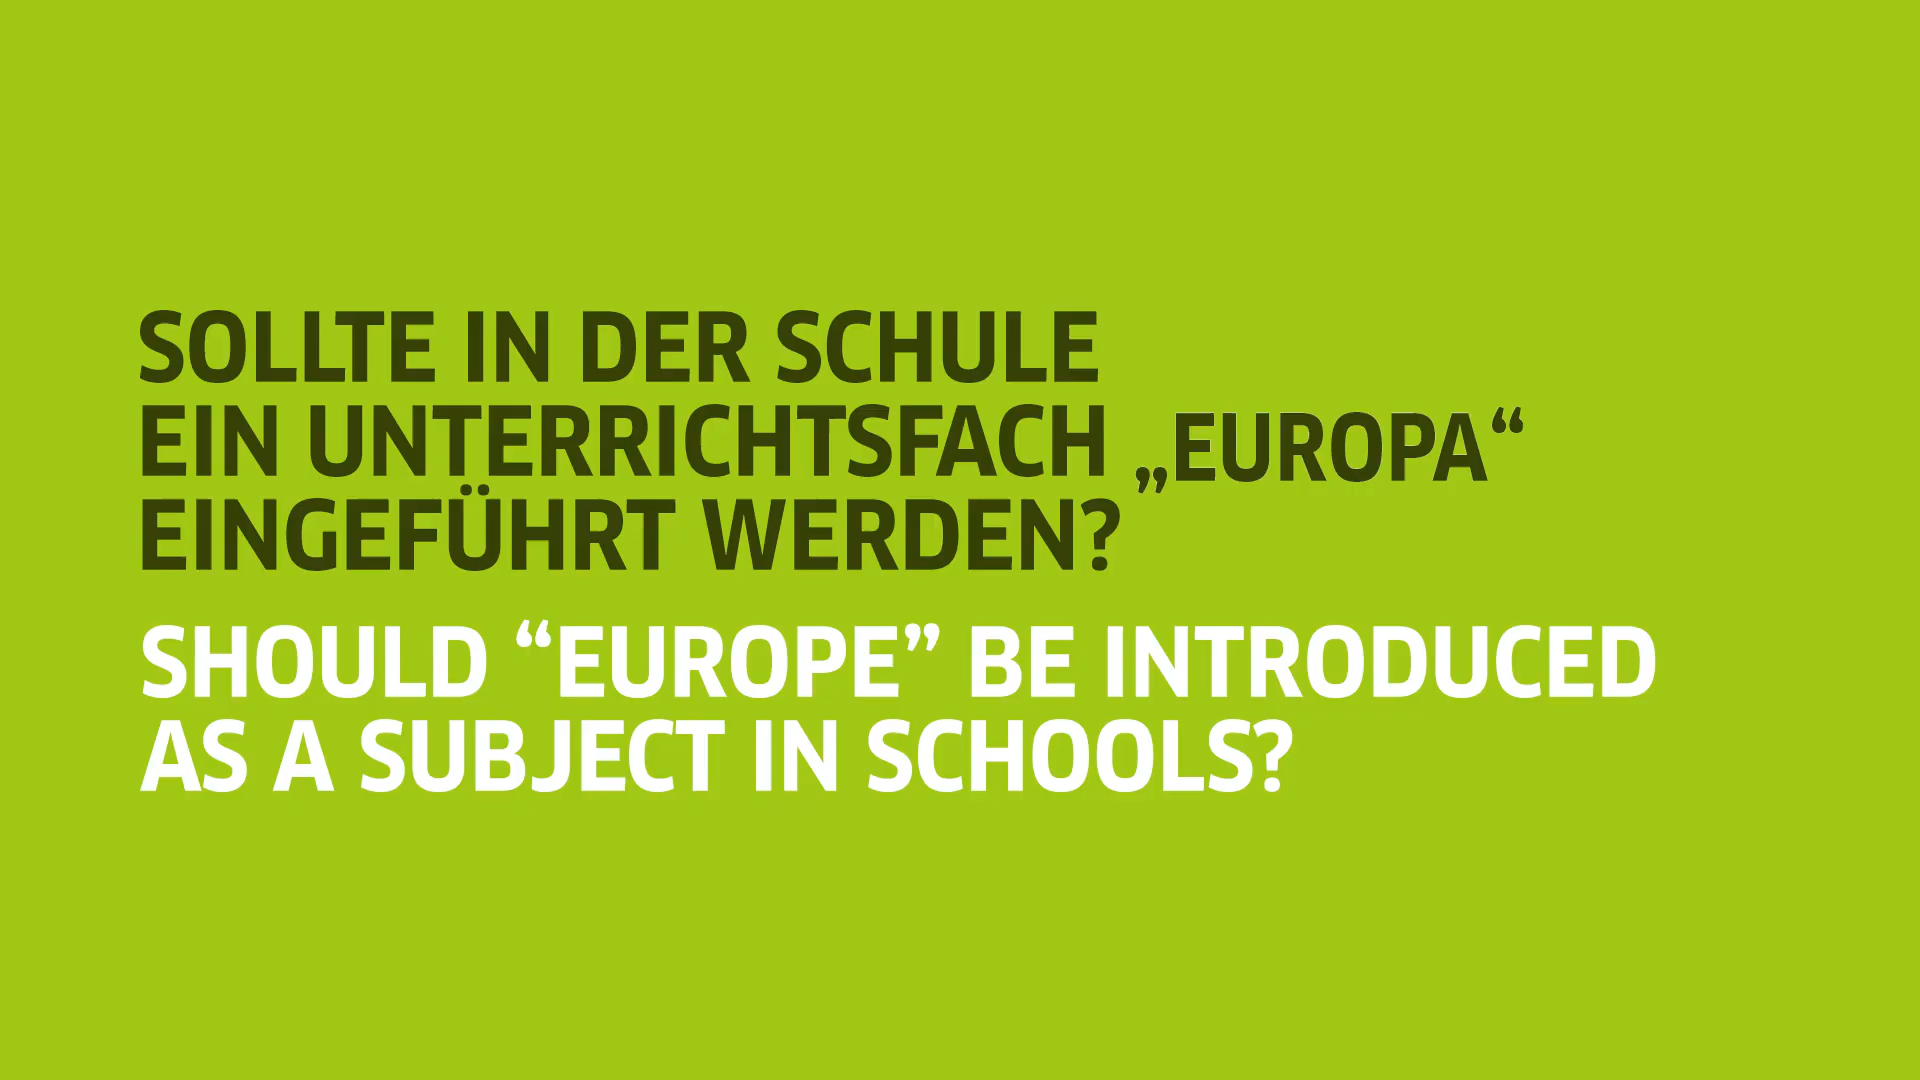 SOLLTE IN DER SCHULE
EIN UNTERRICHTSFACH „EUROPA“
EINGEFÜHRT WERDEN?
SHOULD “EUROPE” BE INTRODUCED
AS A SUBJECT IN SCHOOLS?